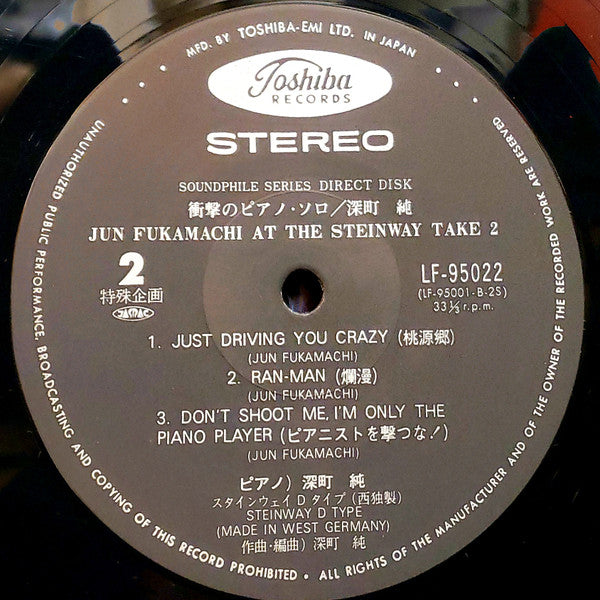 MFD. BY TOSHIBA-EMI LTD. IN JAPAN
Toshiba
RECORDS
STEREO
SOUNDPHILE SERIES DIRECT DISK
衝撃のピアノ・ソロ/深町 純
JUN FUKAMACHI AT THE STEINWAY TAKE 2
2
特殊企画
JASRAC
LF-95022
(LF-95001-B-2S)
33⅓ r.p.m.
1. JUST DRIVING YOU CRAZY (桃源郷)
(JUN FUKAMACHI)
2. RAN-MAN (爛漫)
(JUN FUKAMACHI)
3. DON'T SHOOT ME, I'M ONLY THE
PIANO PLAYER (ピアニストを撃つな!)
(JUN FUKAMACHI)
ピアノ) 深町 純
スタインウェイ D タイプ (西独製)
STEINWAY D TYPE
(MADE IN WEST GERMANY)
作曲・編曲) 深町 純
UNAUTHORIZED PUBLIC PERFORMANCE, BROADCASTING AND COPYING OF THIS RECORD PROHIBITED • ALL RIGHTS OF THE MANUFACTURER AND OF THE OWNER OF THE RECORDED WORK ARE RESERVED.